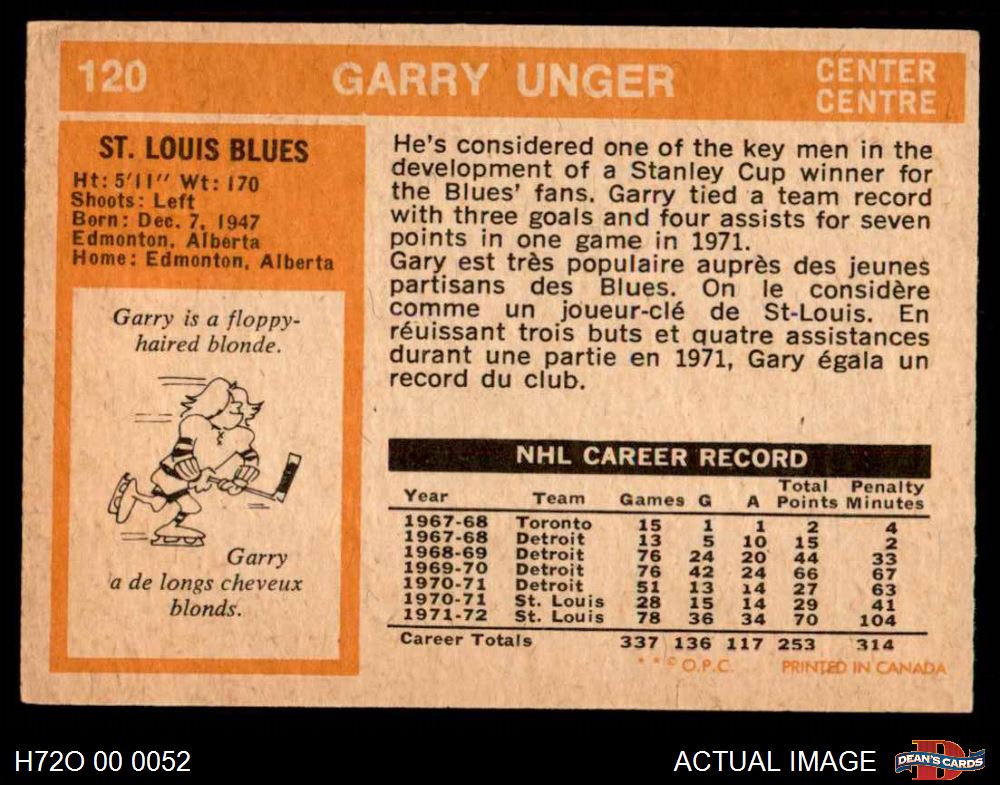 120
GARRY UNGER
CENTER
CENTRE
ST. LOUIS BLUES
Ht: 5'11" Wt: 170
Shoots: Left
Born: Dec. 7, 1947
Edmonton, Alberta
Home: Edmonton, Alberta
Garry is a floppy-
haired blonde.
Garry
a de longs cheveux
blonds.
He's considered one of the key men in the
development of a Stanley Cup winner for
the Blues' fans. Garry tied a team record
with three goals and four assists for seven
points in one game in 1971.
Gary est très populaire auprès des jeunes
partisans des Blues. On le considère
comme un joueur-clé de St-Louis. En
réuissant trois buts et quatre assistances
durant une partie en 1971, Gary égala un
record du club.
NHL CAREER RECORD
Year Team Games G A Total Points Penalty Minutes
1967-68 Toronto 15 1 1 2 4
1967-68 Detroit 13 5 10 15 2
1968-69 Detroit 76 24 20 44 33
1969-70 Detroit 76 42 24 66 67
1970-71 Detroit 51 13 14 27 63
1970-71 St. Louis 28 15 14 29 41
1971-72 St. Louis 78 36 34 70 104
Career Totals 337 136 117 253 314
* * © O.P.C. PRINTED IN CANADA
H72O 00 0052
ACTUAL IMAGE
DEAN'S CARDS